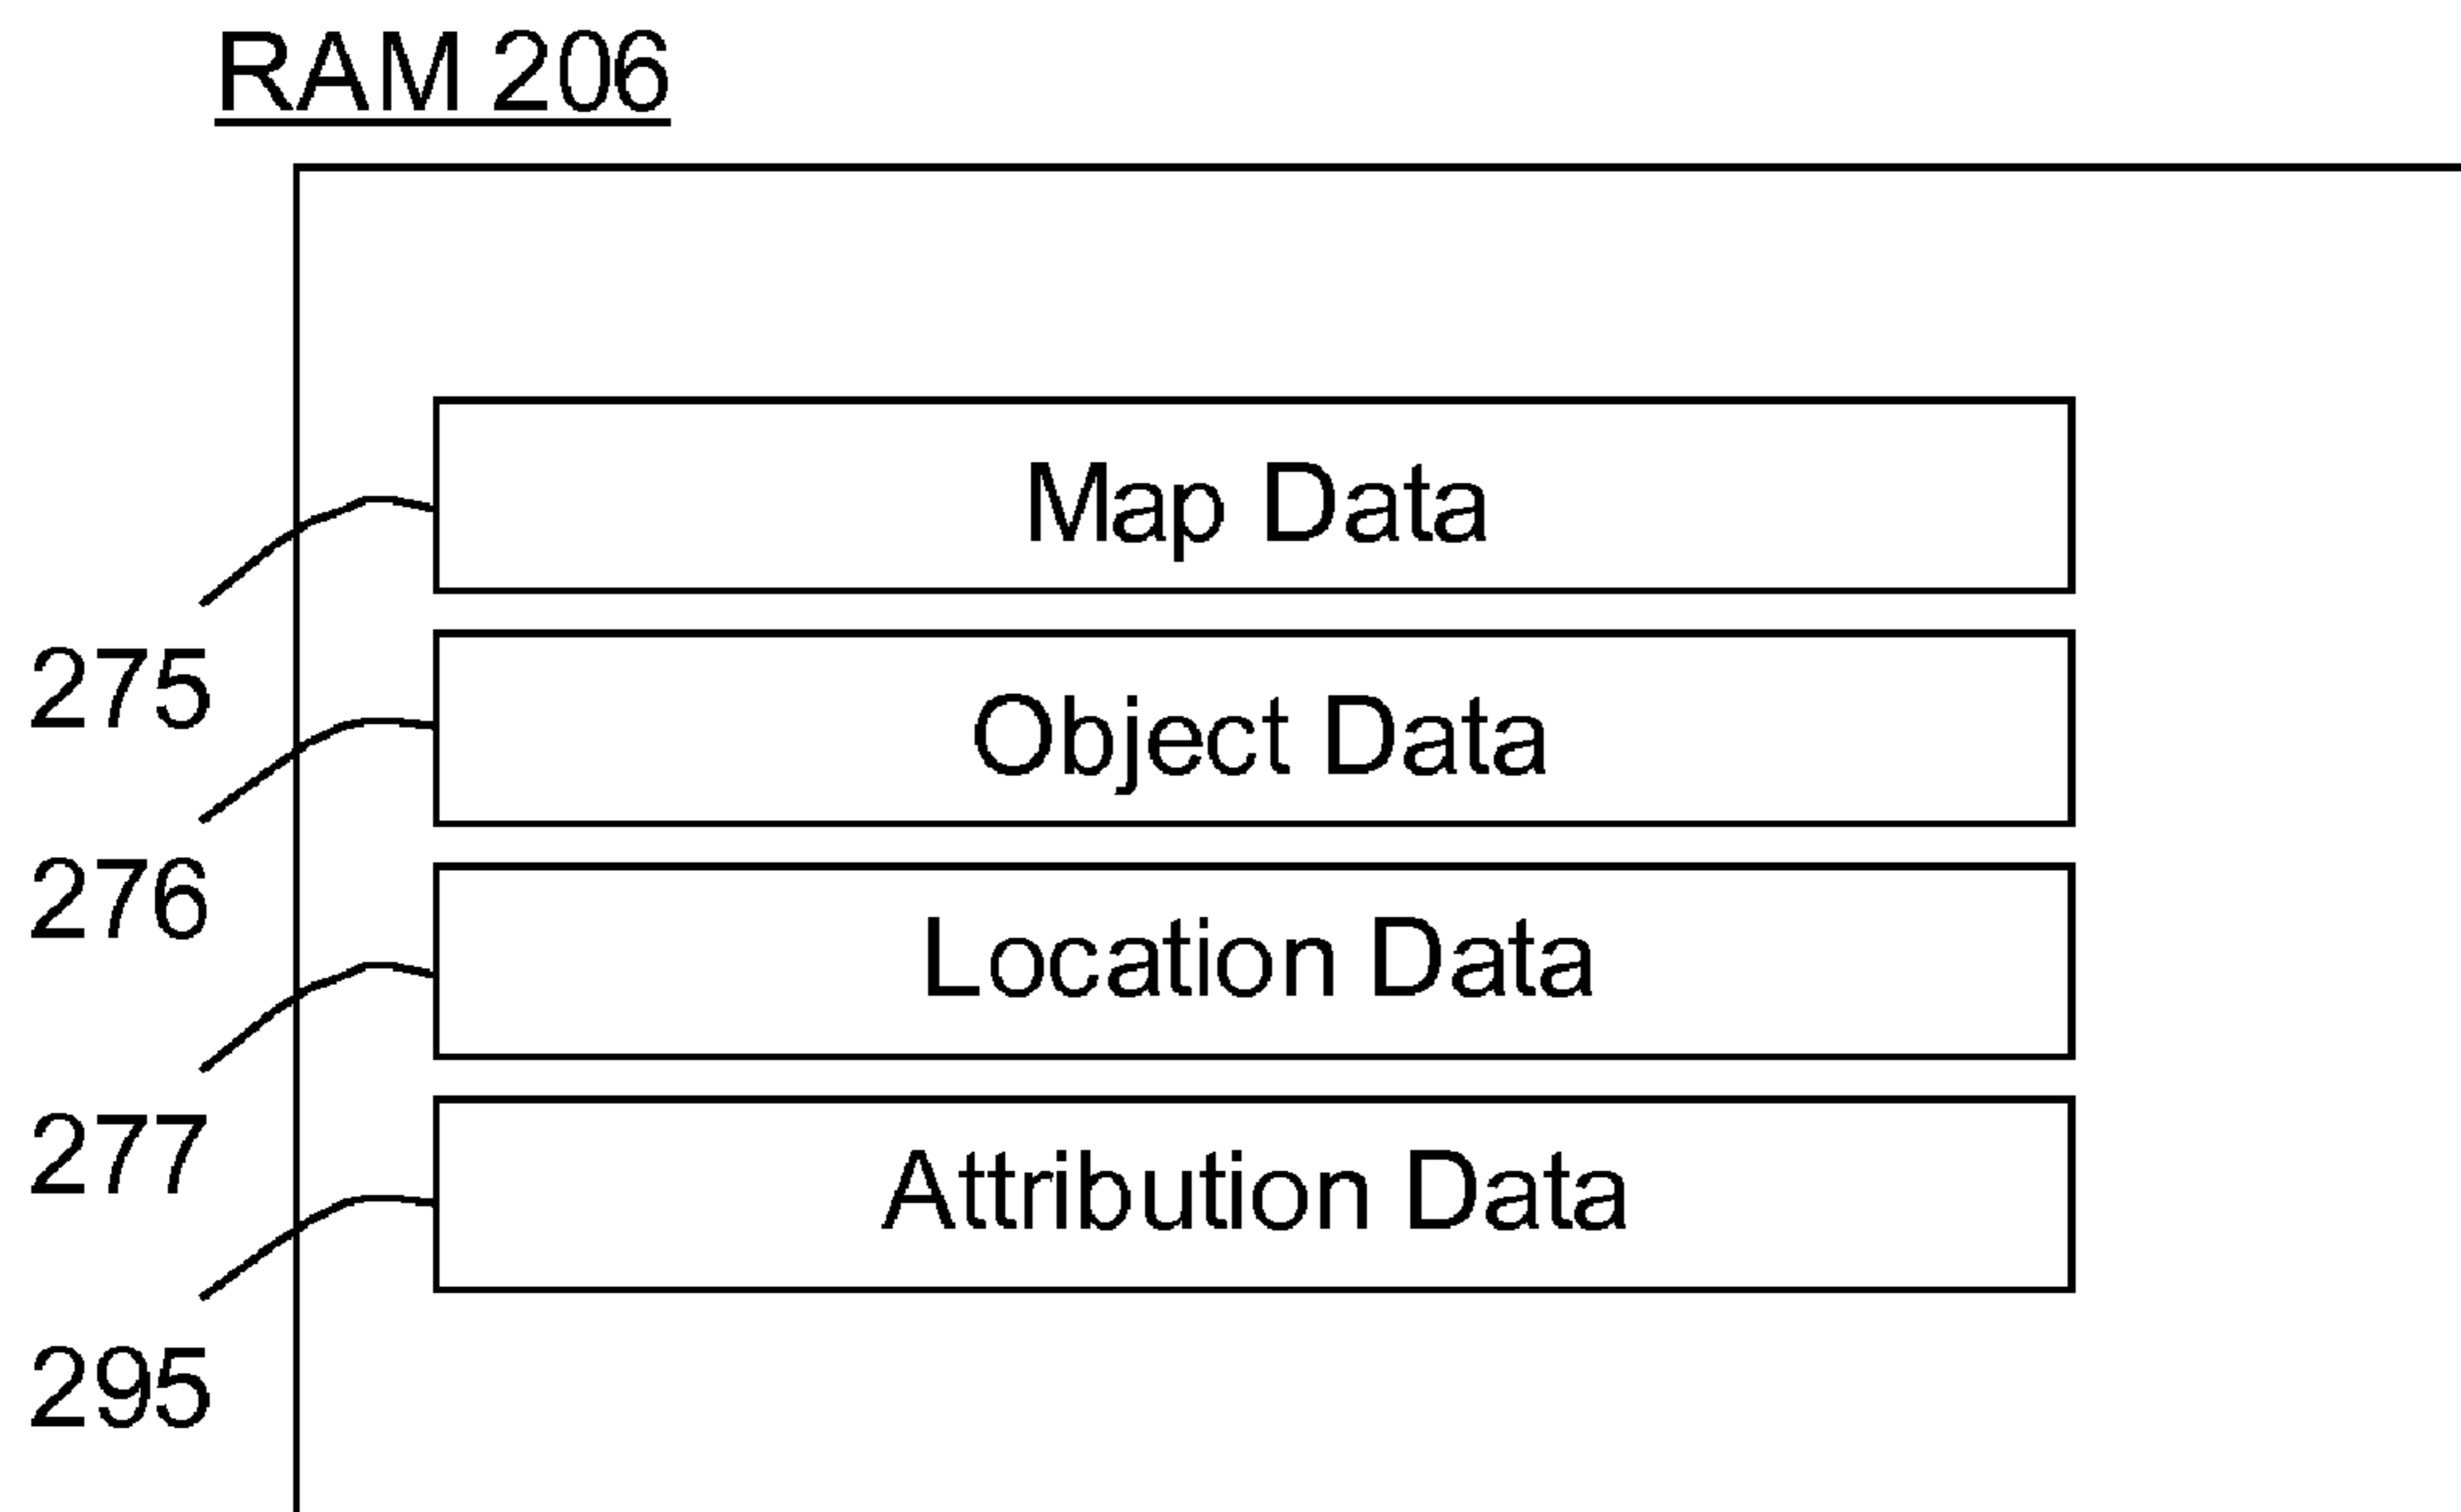 RAM 206
Map Data
275
Object Data
276
Location Data
277
Attribution Data
295